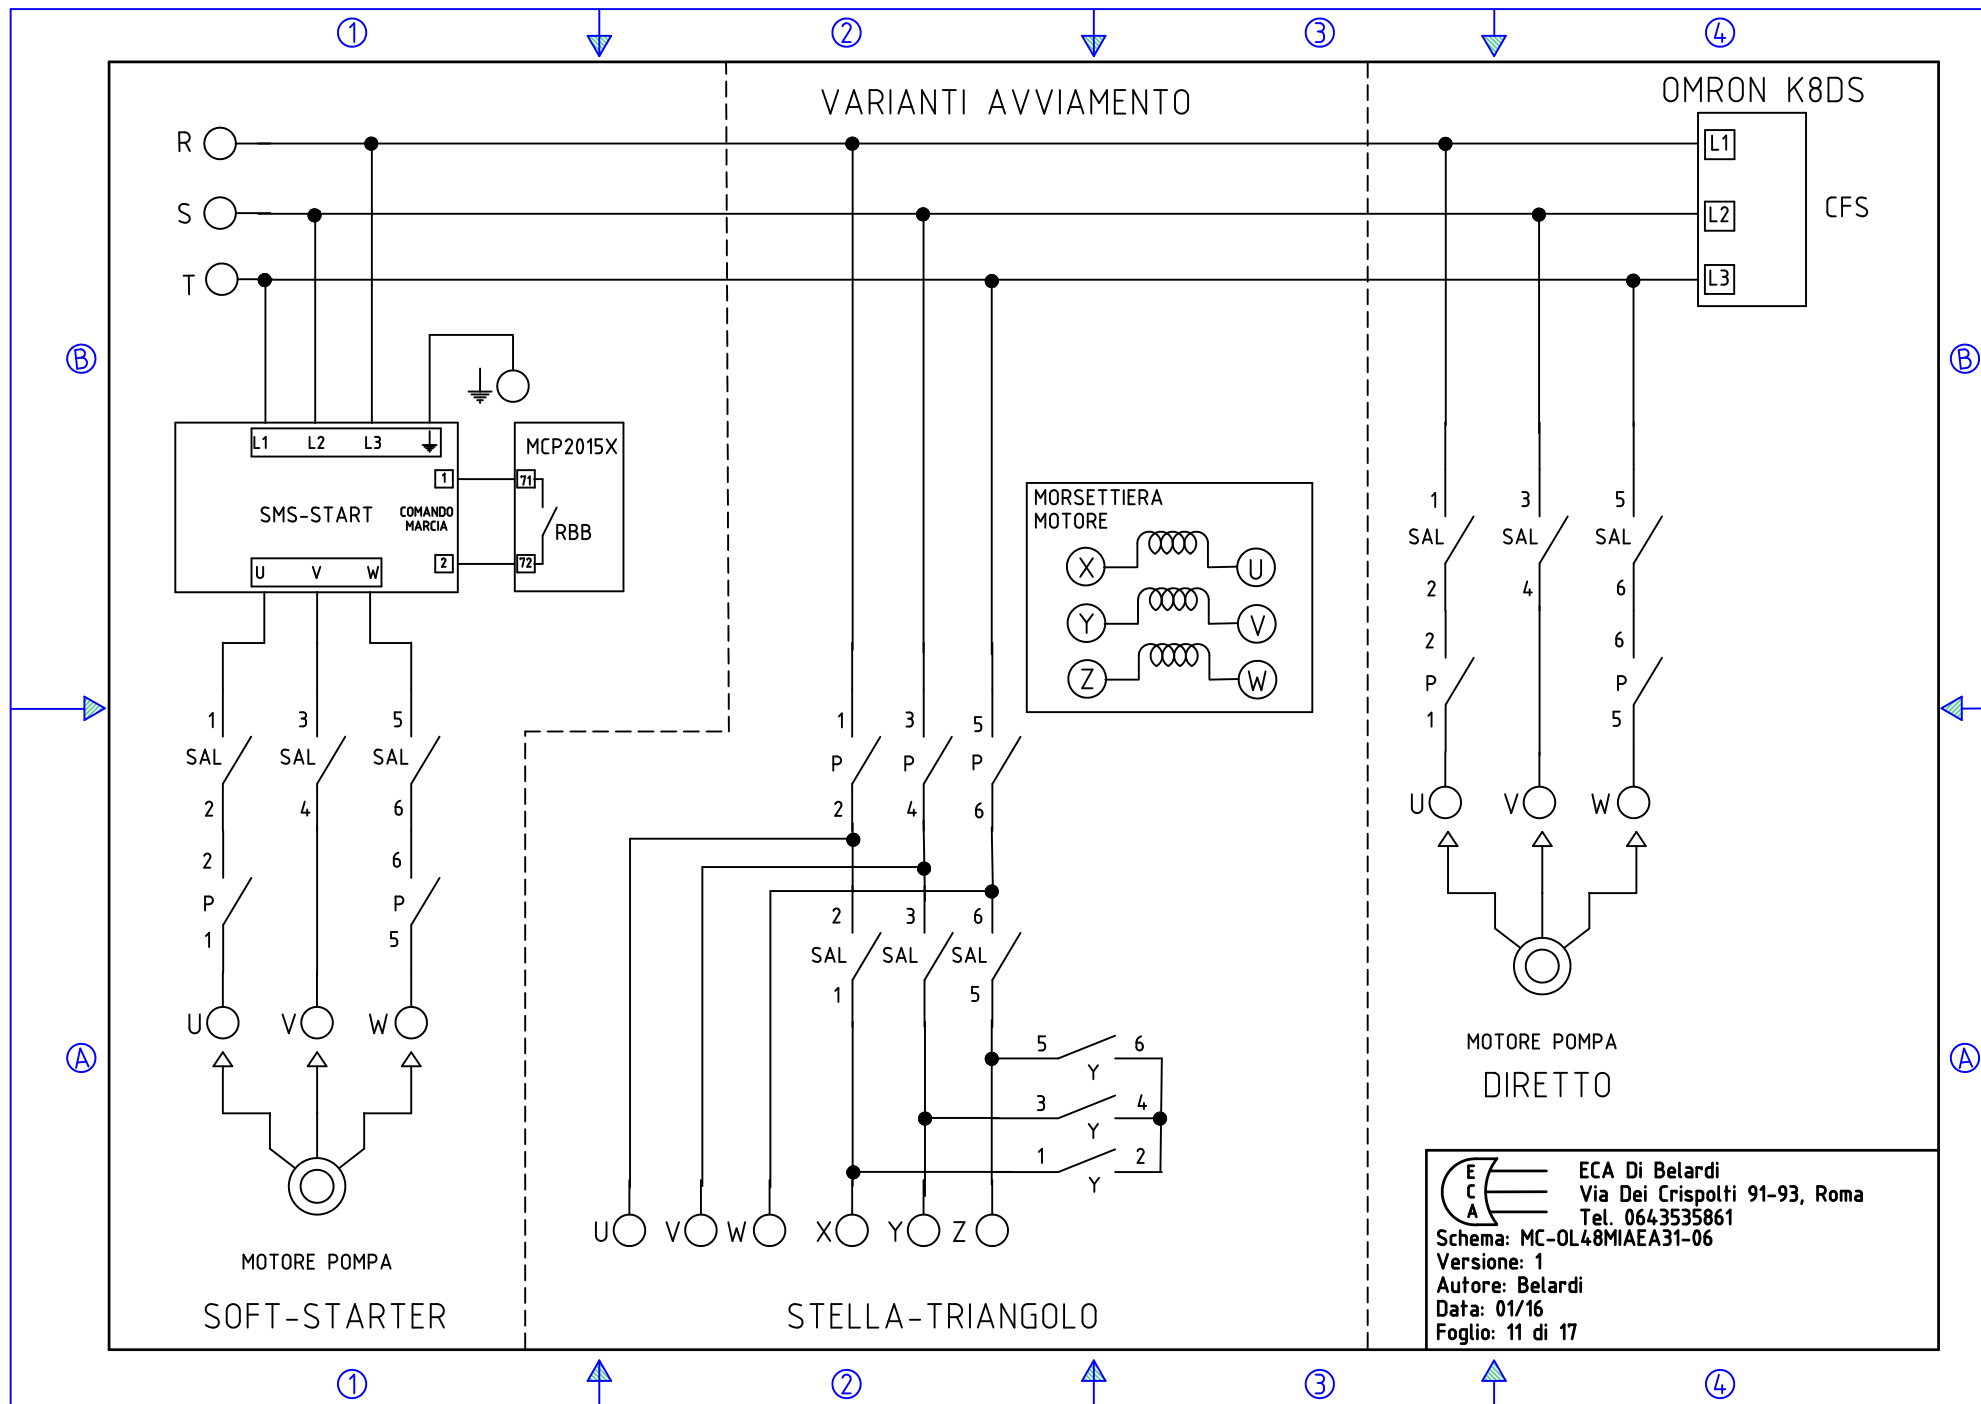 1 2 3 4
VARIANTI AVVIAMENTO
OMRON K8DS
R
S
T
L1
L2
L3
CFS
B B
L1 L2 L3
MCP2015X
1 71
SMS-START
COMANDO
MARCIA
RBB
2 72
U V W
1 3 5
SAL SAL SAL
2 4 6
2 6
P P
1 5
U V W
MOTORE POMPA
SOFT-STARTER
MORSETTIERA
MOTORE
X U
Y V
Z W
1 3 5
P P P
2 4 6
2 3 6
SAL SAL SAL
1 5
5 6
Y
3 4
Y
1 2
Y
U V W X Y Z
STELLA-TRIANGOLO
1 3 5
SAL SAL SAL
2 4 6
2 6
P P
1 5
U V W
MOTORE POMPA
DIRETTO
A A
E
C
A
ECA Di Belardi
Via Dei Crispolti 91-93, Roma
Tel. 0643535861
Schema: MC-OL48MIAEA31-06
Versione: 1
Autore: Belardi
Data: 01/16
Foglio: 11 di 17
1 2 3 4